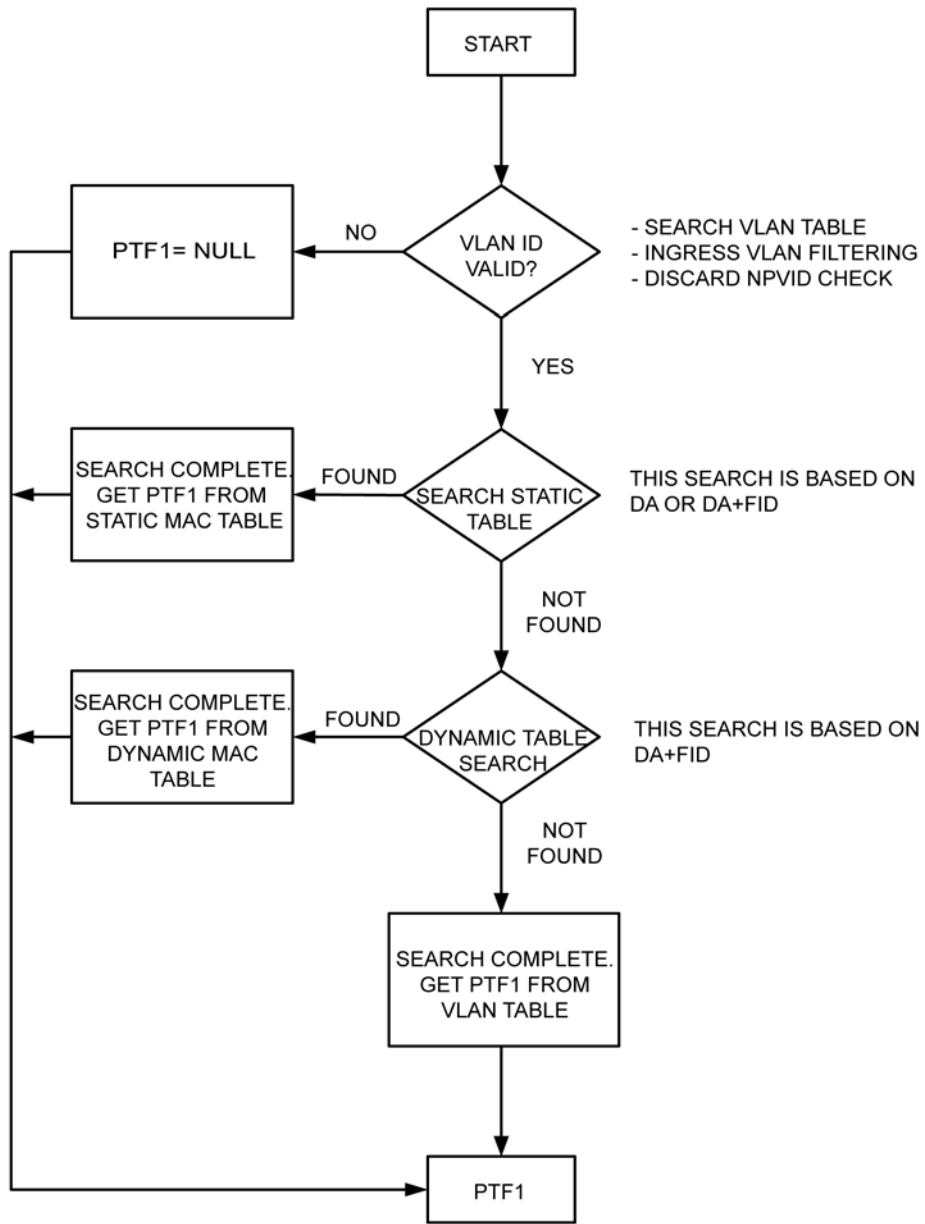 START
PTF1= NULL
NO
VLAN ID
VALID?
- SEARCH VLAN TABLE
- INGRESS VLAN FILTERING
- DISCARD NPVID CHECK
YES
SEARCH COMPLETE.
GET PTF1 FROM
STATIC MAC TABLE
FOUND
SEARCH STATIC
TABLE
THIS SEARCH IS BASED ON
DA OR DA+FID
NOT
FOUND
SEARCH COMPLETE.
GET PTF1 FROM
DYNAMIC MAC
TABLE
FOUND
DYNAMIC TABLE
SEARCH
THIS SEARCH IS BASED ON
DA+FID
NOT
FOUND
SEARCH COMPLETE.
GET PTF1 FROM
VLAN TABLE
PTF1